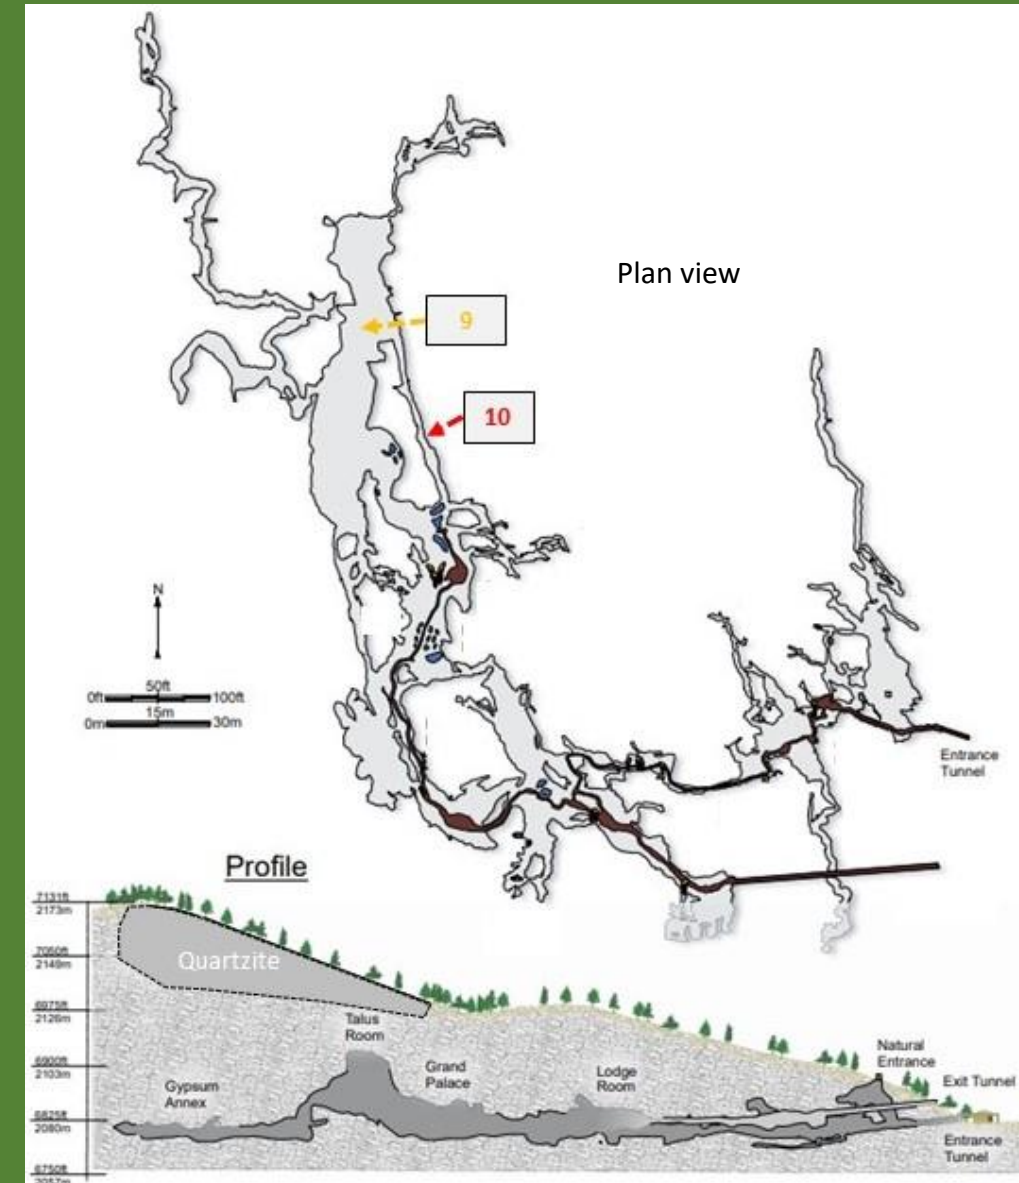 Plan view
9
10
N
50ft
0ft
100ft
15m
0m
30m
Entrance
Tunnel
Profile
7131ft
2173m
7050ft
2149m
Quartzite
6975ft
2126m
Talus
Room
6900ft
2103m
Natural
Entrance
Grand
Palace
Lodge
Room
Exit Tunnel
Gypsum
Annex
6825ft
2080m
Entrance
Tunnel
6750ft
2057m